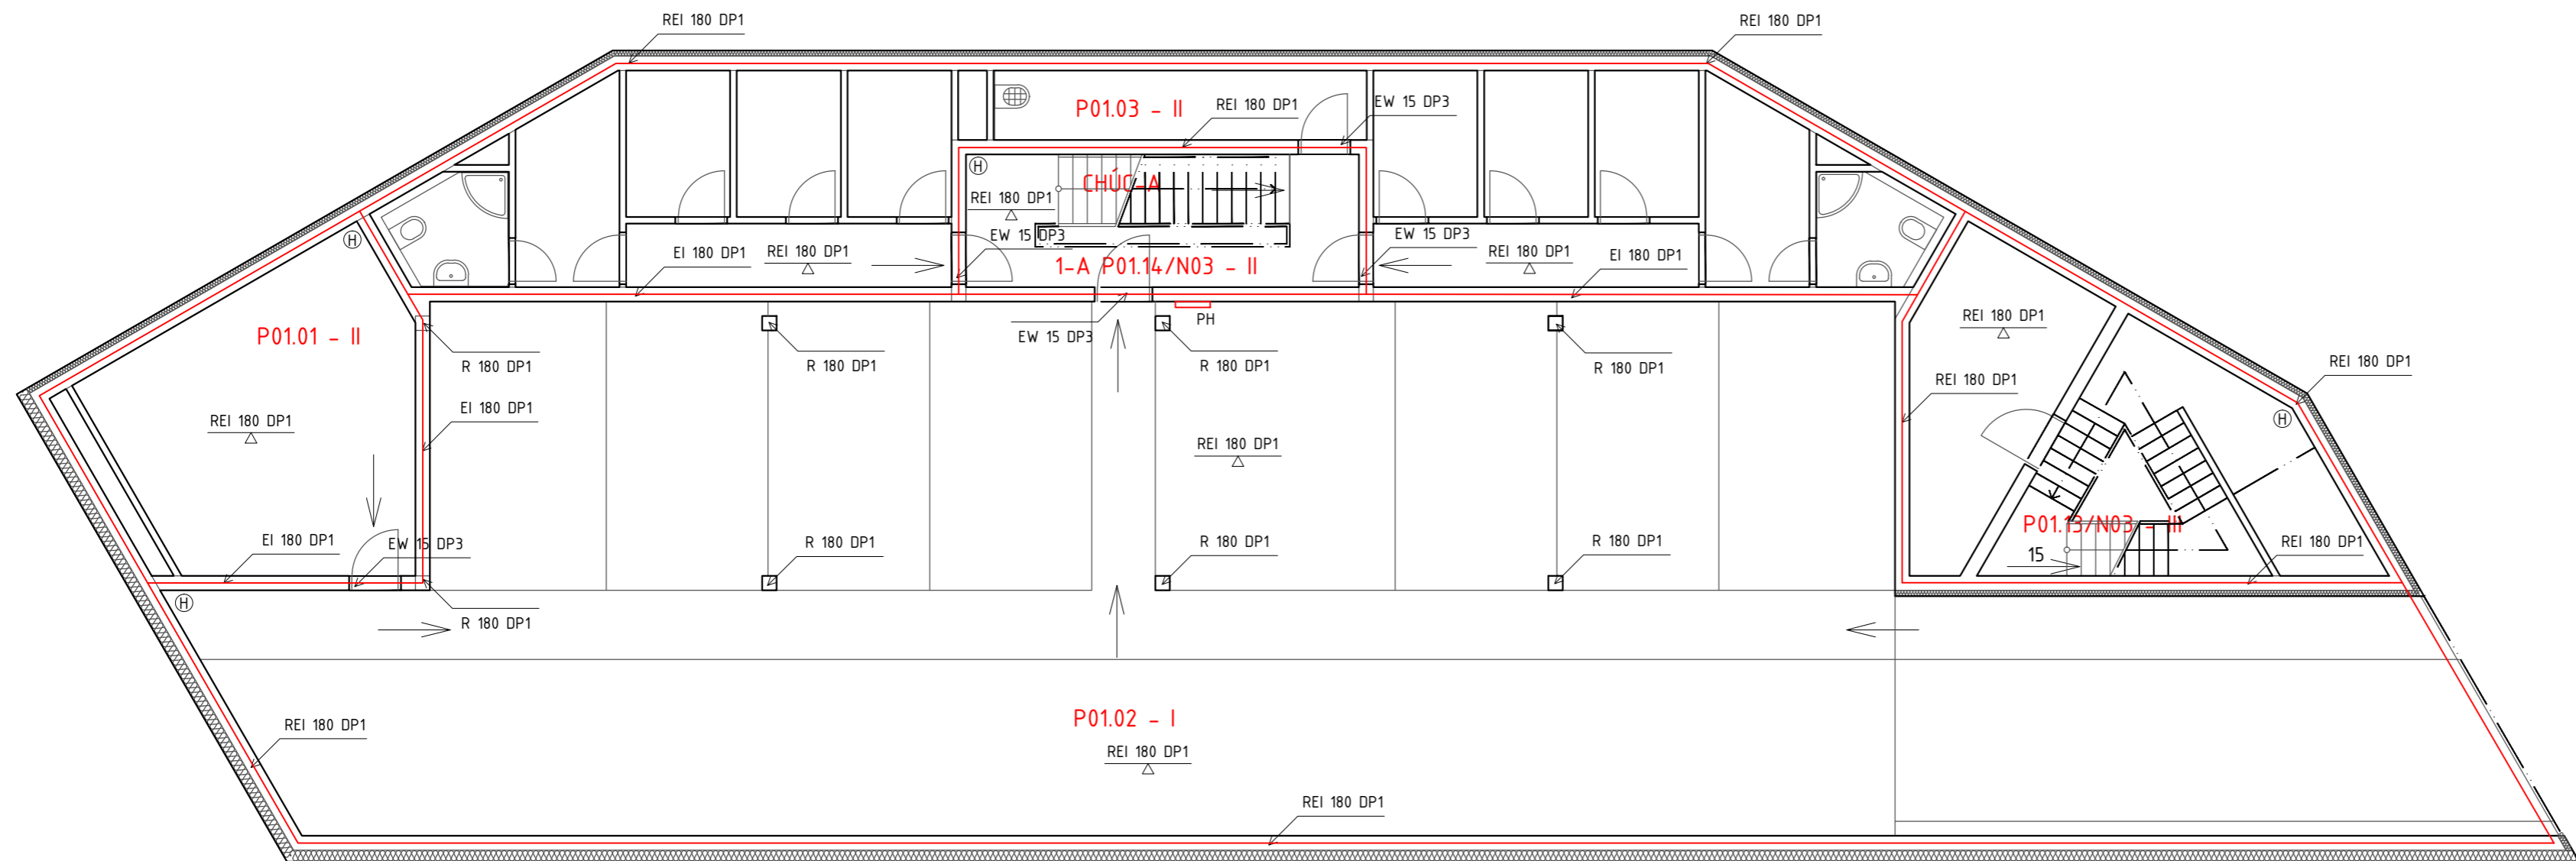 REI 180 DP1
REI 180 DP1
P01.03 - II
REI 180 DP1
EW 15 DP3
H
CHÚC-A
REI 180 DP1
H
EW 15 DP3
EW 15 DP3
EI 180 DP1
REI 180 DP1
1-A P01.14/N03 - II
REI 180 DP1
EI 180 DP1
P01.01 - II
PH
EW 15 DP3
REI 180 DP1
R 180 DP1
R 180 DP1
R 180 DP1
R 180 DP1
REI 180 DP1
REI 180 DP1
EI 180 DP1
REI 180 DP1
REI 180 DP1
H
P01.13/N03 - III
EI 180 DP1
EW 15 DP3
R 180 DP1
R 180 DP1
R 180 DP1
REI 180 DP1
15
H
R 180 DP1
P01.02 - I
REI 180 DP1
REI 180 DP1
REI 180 DP1